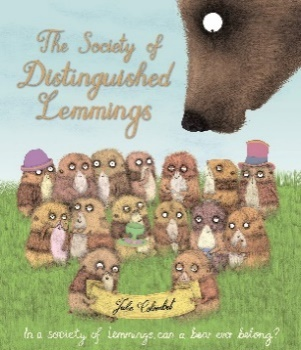 The Society of
Distinguished
Lemmings
Julie Colombet
In a society of lemmings, can a bear ever belong?